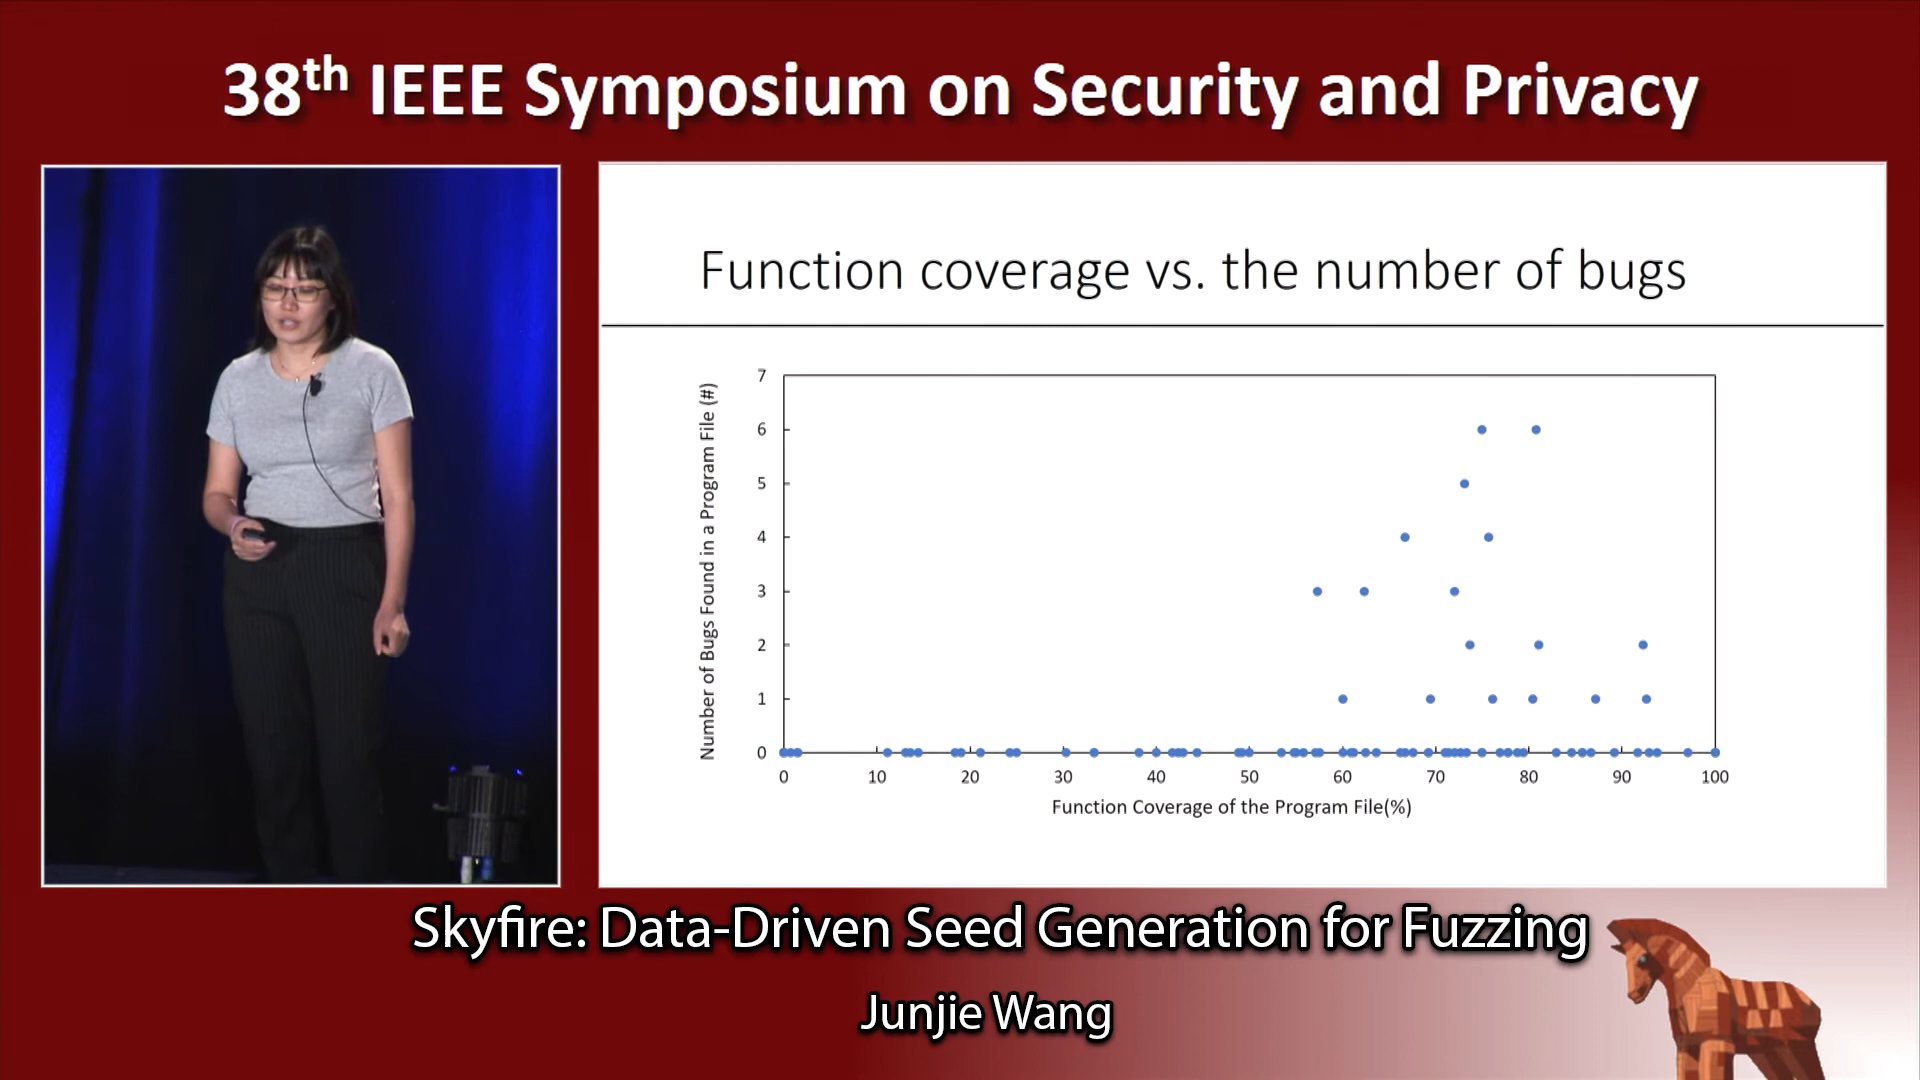 38th IEEE Symposium on Security and Privacy
Function coverage vs. the number of bugs
Number of Bugs Found in a Program File (#)
7
6
5
4
3
2
1
0
0 10 20 30 40 50 60 70 80 90 100
Function Coverage of the Program File(%)
Skyfire: Data-Driven Seed Generation for Fuzzing
Junjie Wang